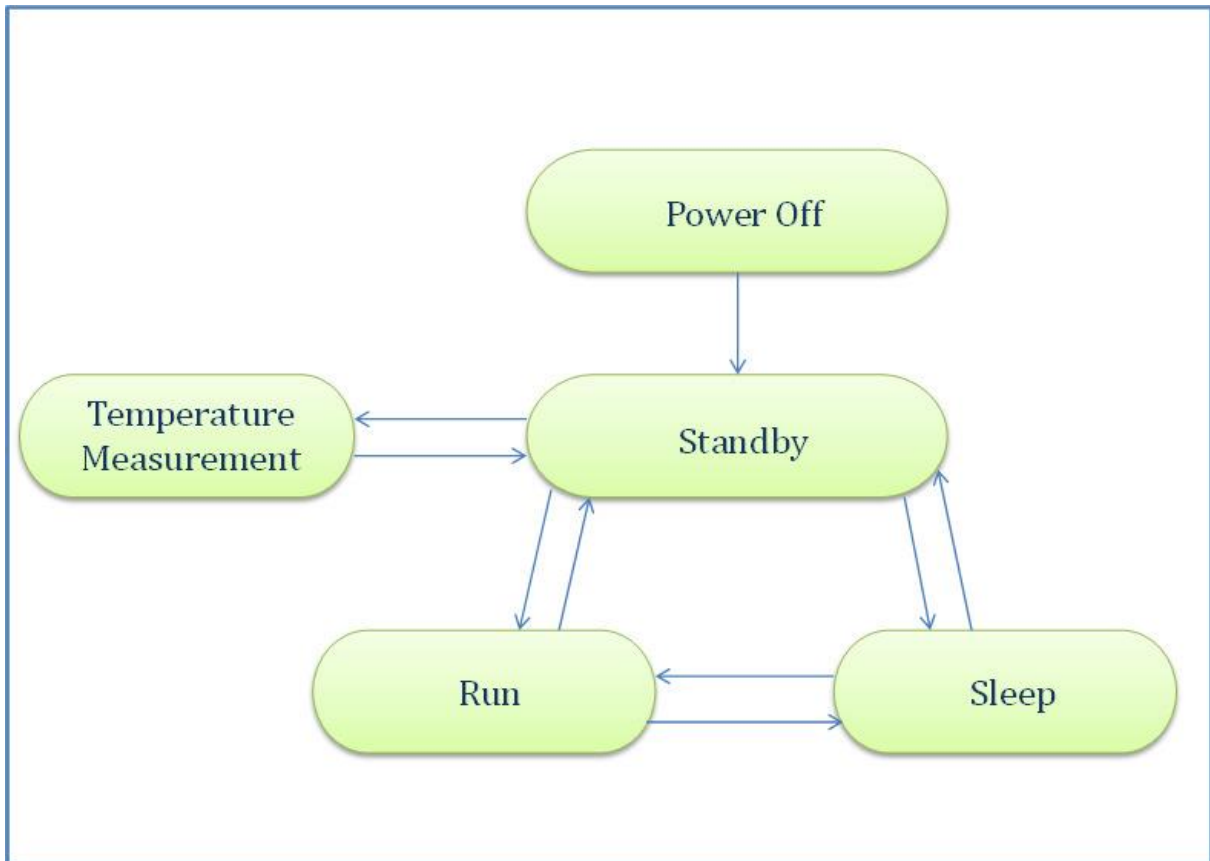 Power Off
Temperature
Measurement
Standby
Run
Sleep